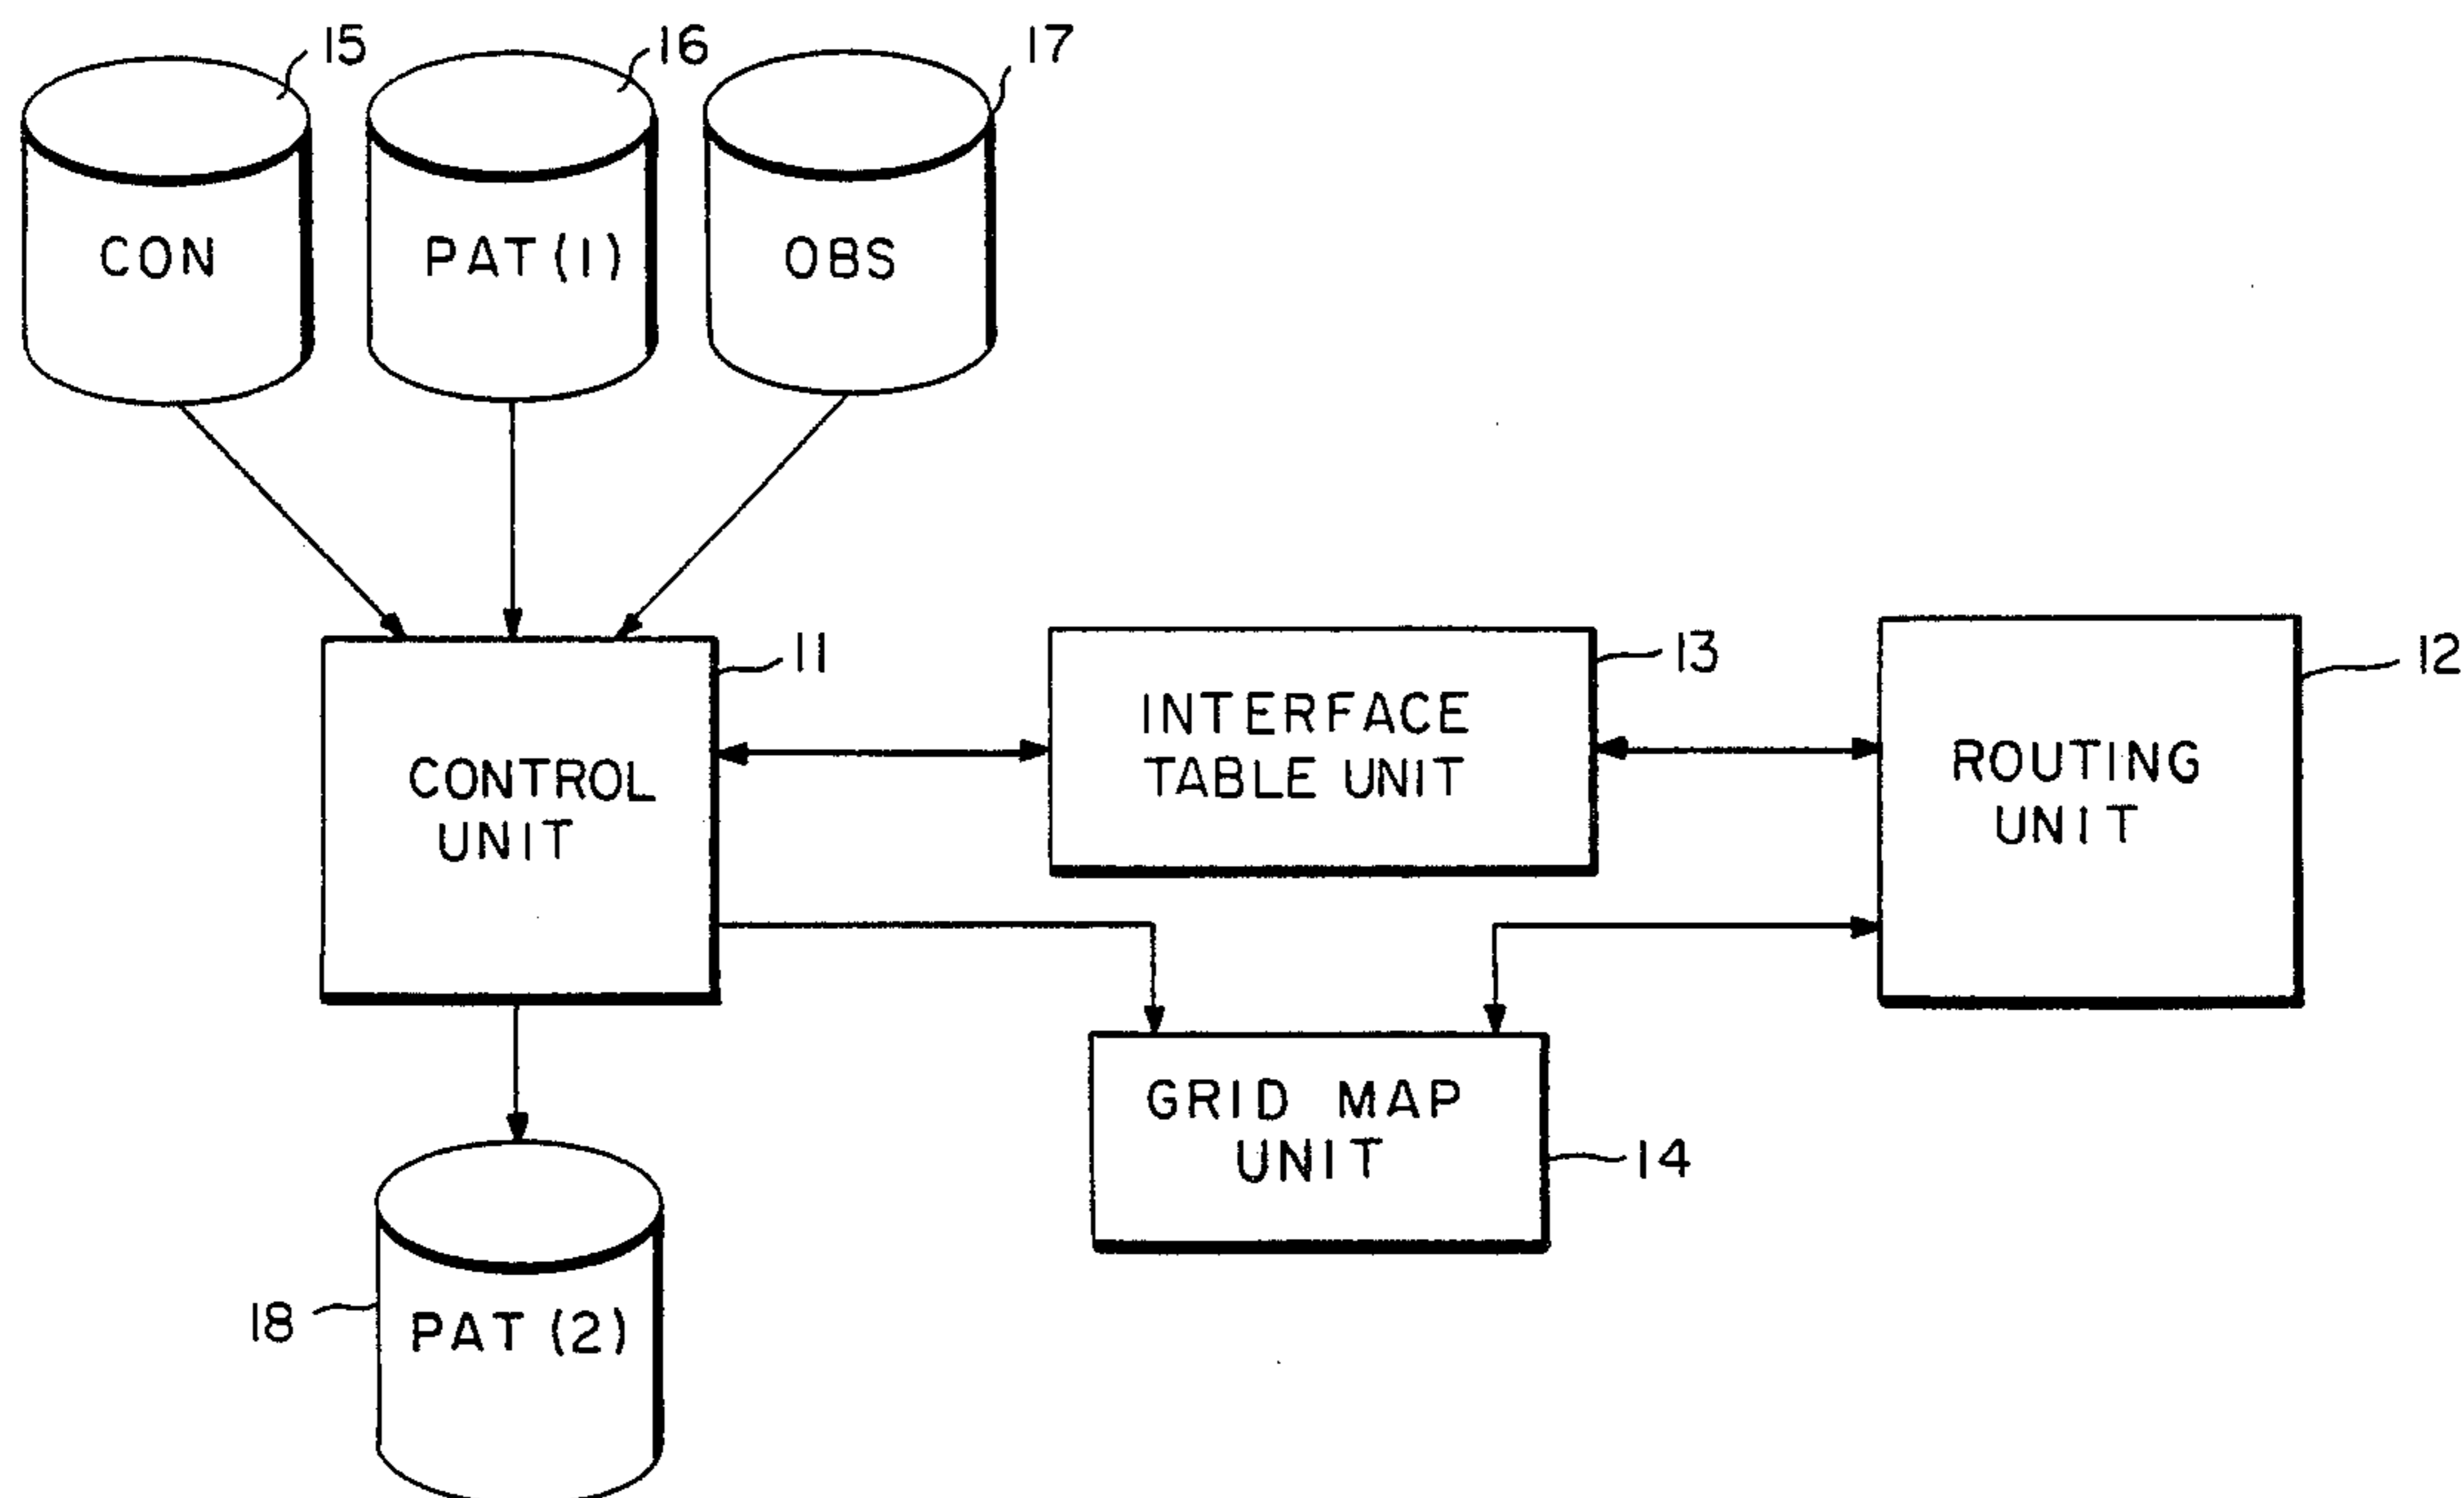 15
16
17
CON
PAT(1)
OBS
11
13
12
INTERFACE
TABLE UNIT
ROUTING
UNIT
CONTROL
UNIT
GRID MAP
UNIT
14
18
PAT(2)